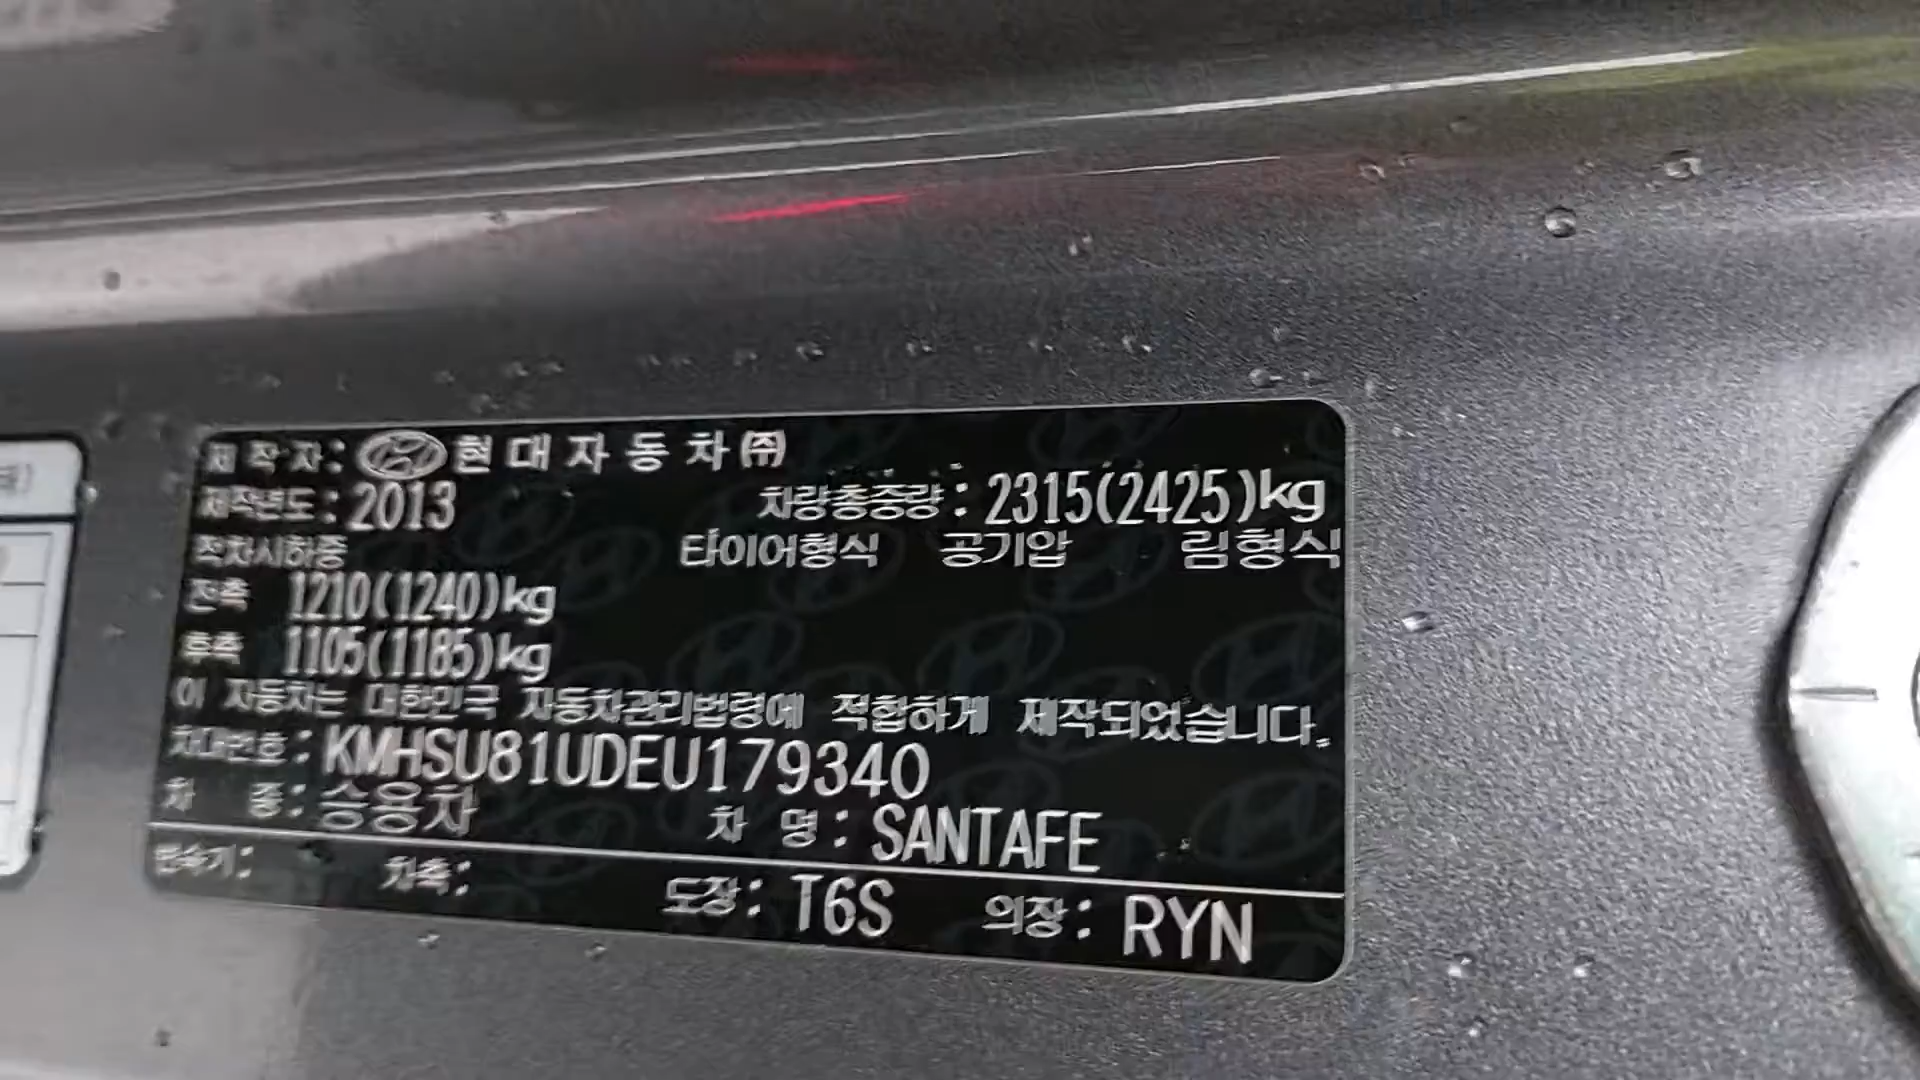 제작자: 현대자동차㈜
제작년도: 2013 차량총중량: 2315(2425)kg
적차시하중 타이어형식 공기압 림형식
전축 1210(1240)kg
후축 1105(1185)kg
이 자동차는 대한민국 자동차관리법령에 적합하게 제작되었습니다.
차대번호: KMHSU81UDEU179340
차 종: 승용차 차 명: SANTAFE
변속기: 차축: 도장: T6S 의장: RYN